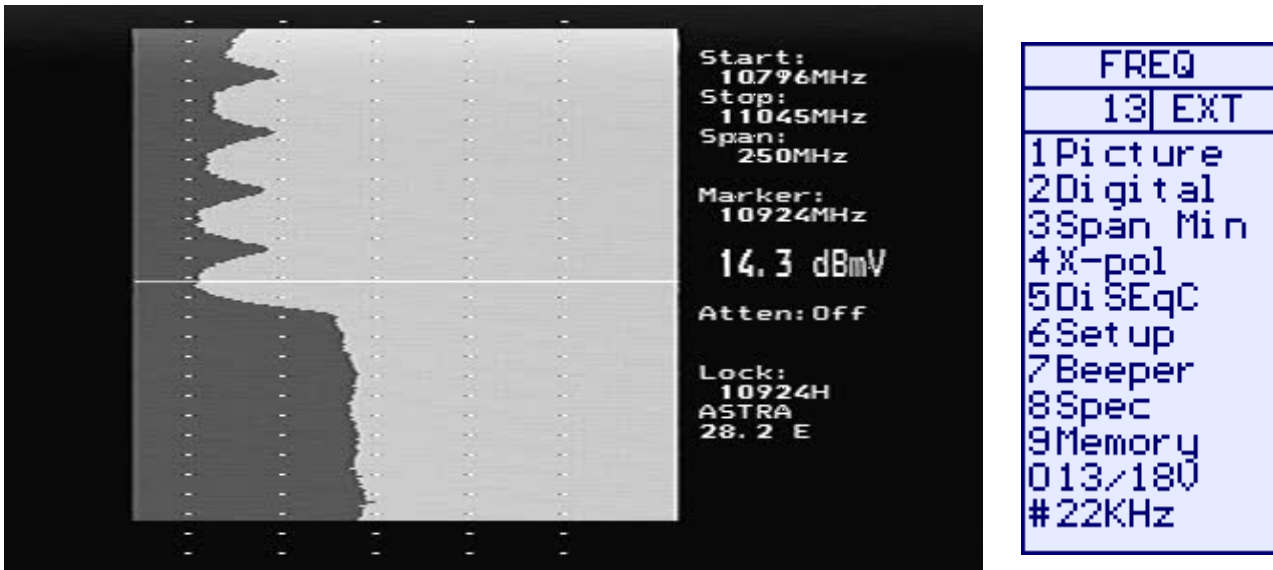 Start:
10796MHz
Stop:
11045MHz
Span:
250MHz
Marker:
10924MHz
14.3 dBmV
Atten:Off
Lock:
10924H
ASTRA
28.2 E
FREQ
13 EXT
1Picture
2Digital
3Span Min
4X-pol
5DiSEqC
6Setup
7Beeper
8Spec
9Memory
013/18V
#22KHz